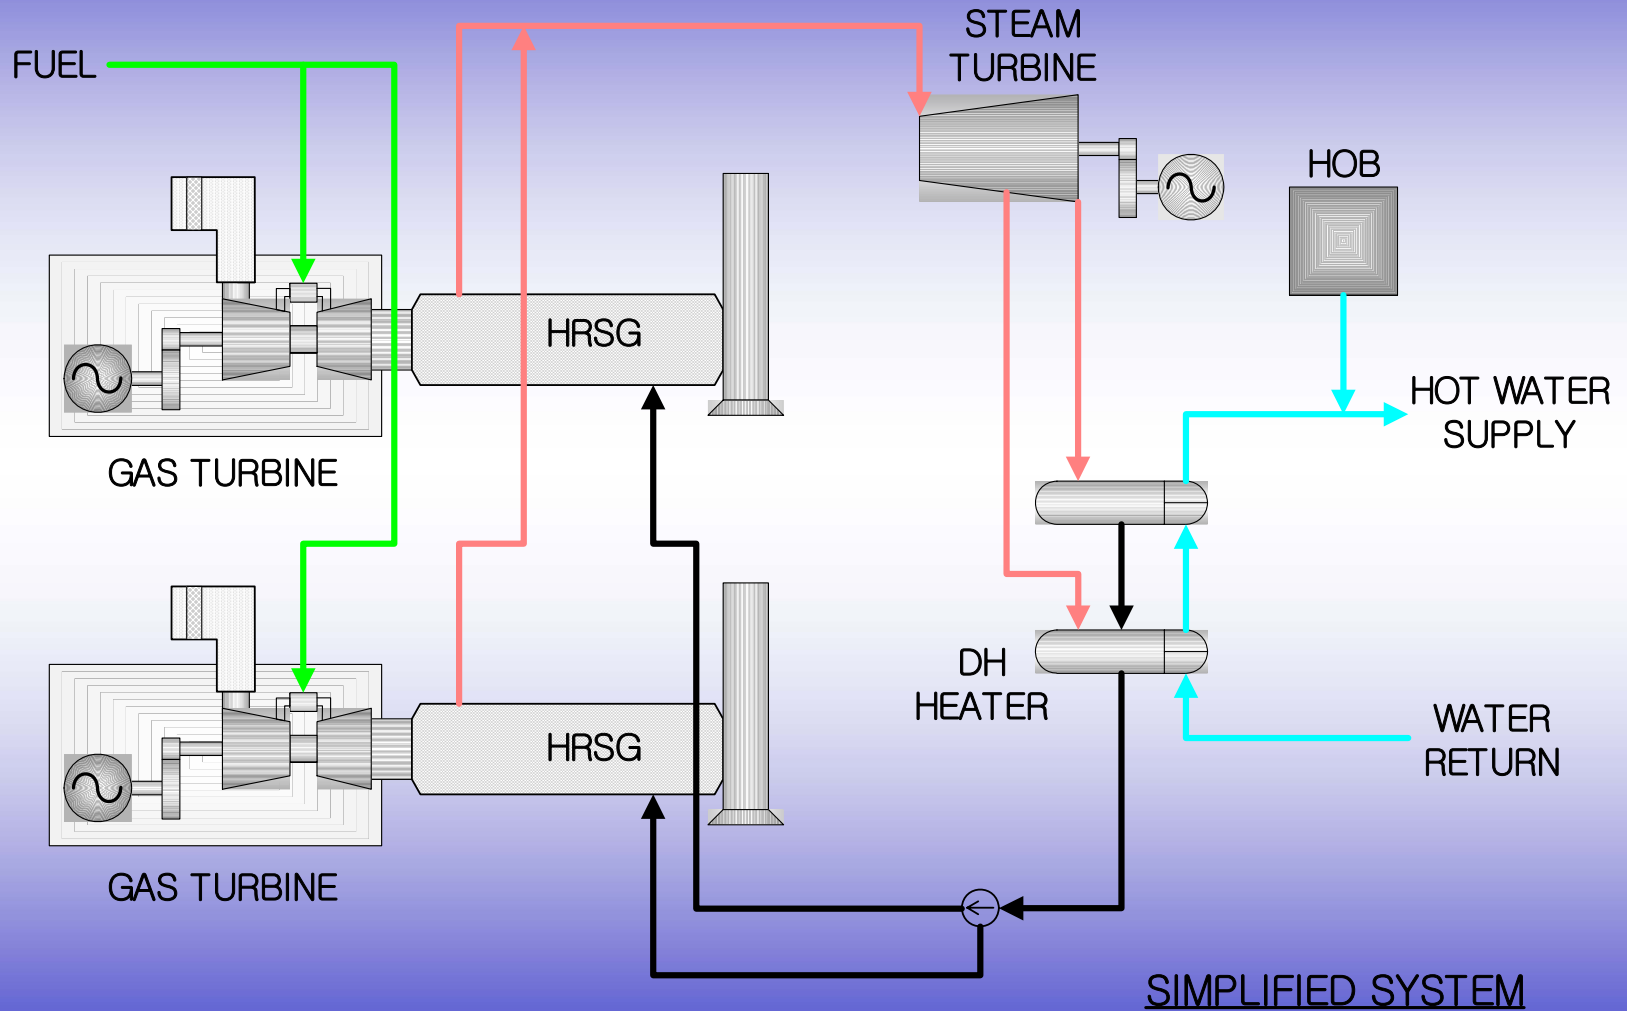 STEAM
TURBINE
FUEL
HOB
HRSG
HOT WATER
SUPPLY
GAS TURBINE
DH
HEATER
HRSG
WATER
RETURN
GAS TURBINE
SIMPLIFIED SYSTEM